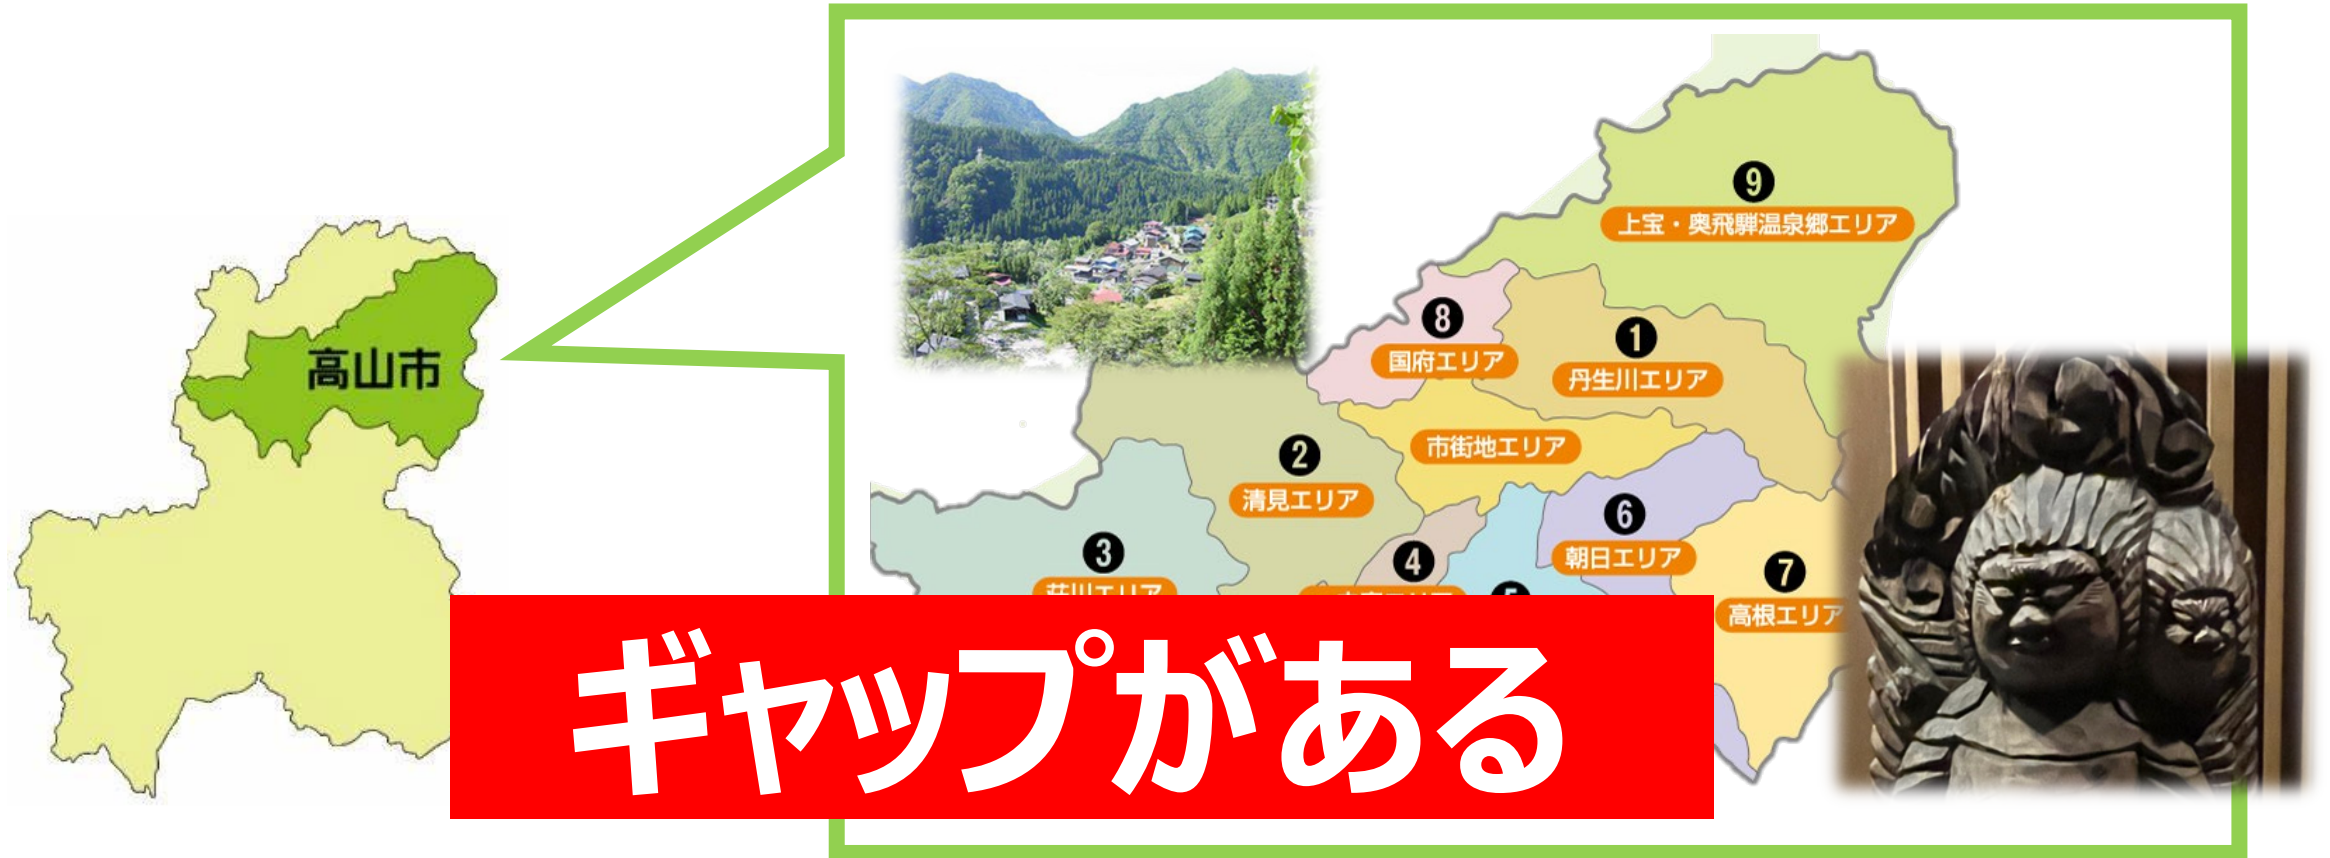 高山市
9
上宝・奥飛騨温泉郷エリア
8
国府エリア
1
丹生川エリア
市街地エリア
2
清見エリア
6
朝日エリア
3
4
7
高根エリア
5
ギャップがある